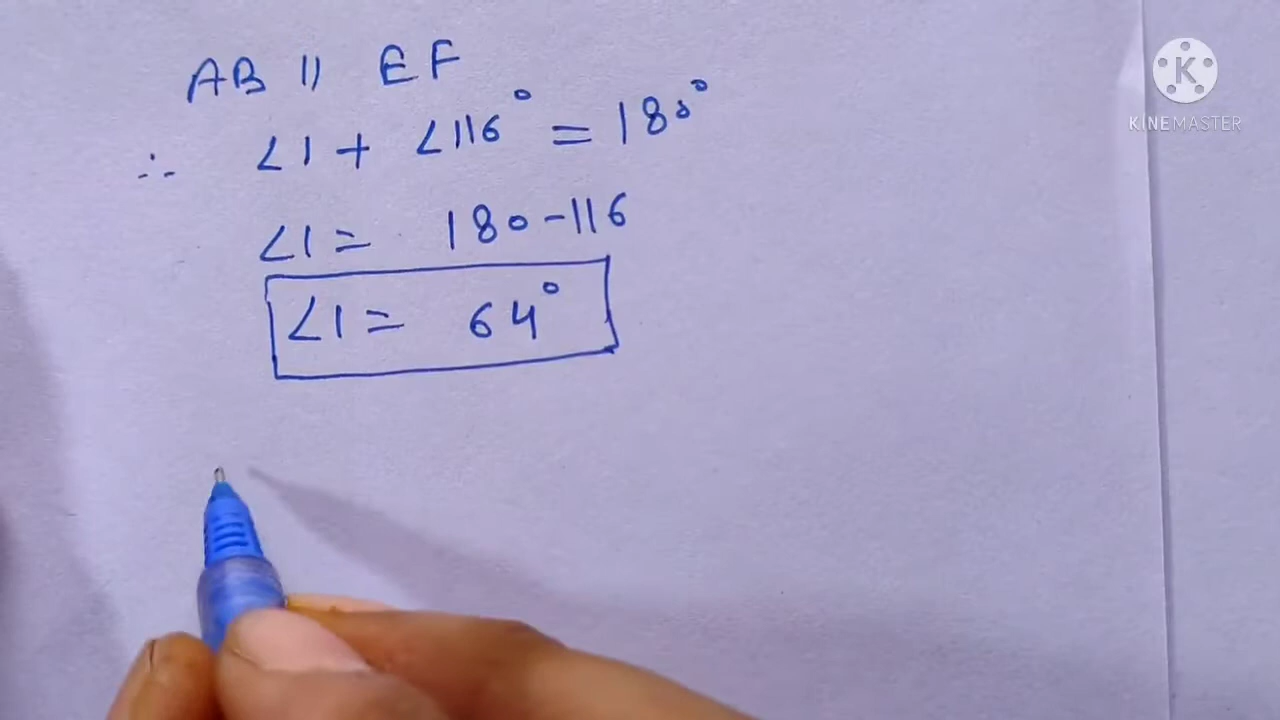 AB || EF
∴ ∠1 + ∠116° = 180°
∠1 = 180-116
∠1 = 64°
K
KINEMASTER